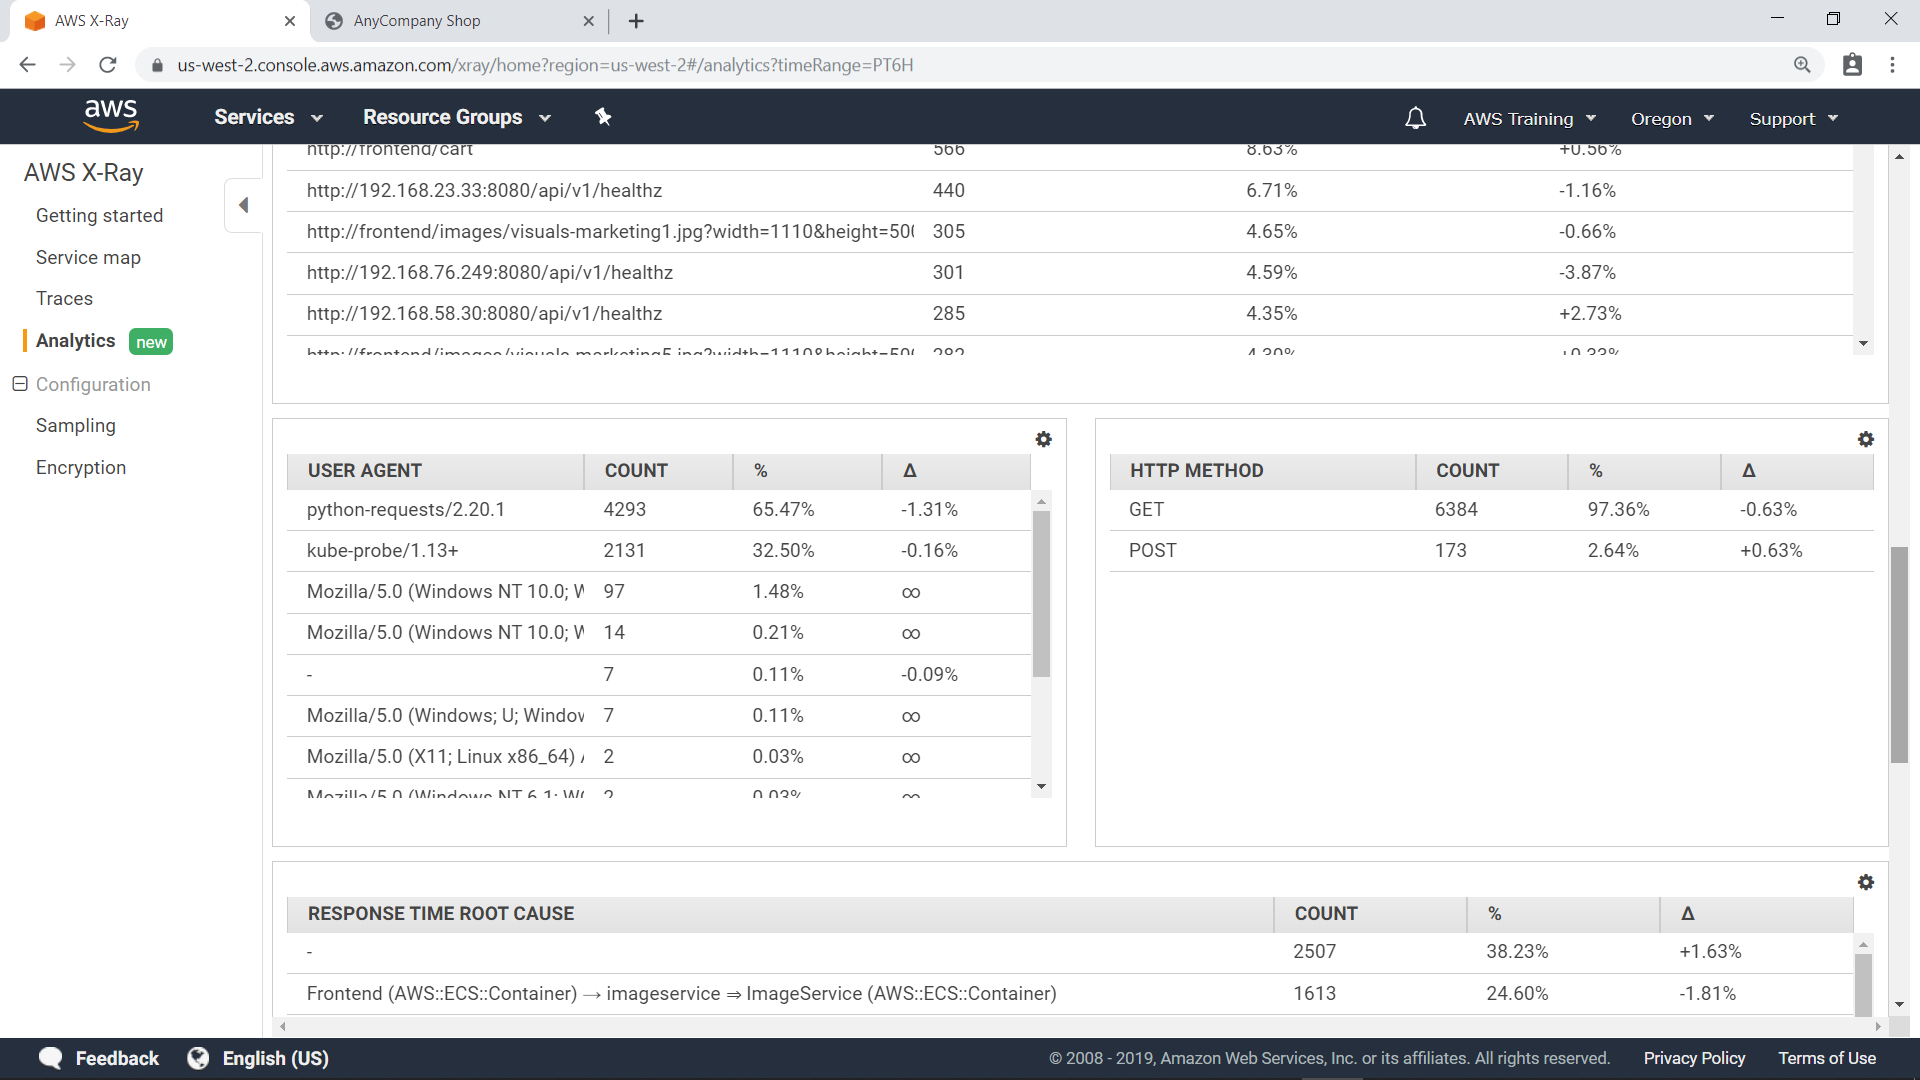 AWS X-Ray
AnyCompany Shop
us-west-2.console.aws.amazon.com/xray/home?region=us-west-2#/analytics?timeRange=PT6H
aws
Services
Resource Groups
AWS Training
Oregon
Support
AWS X-Ray
Getting started
Service map
Traces
Analytics new
Configuration
Sampling
Encryption
http://frontend/cart 566 8.63% +0.56%
http://192.168.23.33:8080/api/v1/healthz 440 6.71% -1.16%
http://frontend/images/visuals-marketing1.jpg?width=1110&height=500 305 4.65% -0.66%
http://192.168.76.249:8080/api/v1/healthz 301 4.59% -3.87%
http://192.168.58.30:8080/api/v1/healthz 285 4.35% +2.73%
http://frontend/images/visuals-marketing5.jpg?width=1110&height=500 282 4.30% +0.33%
USER AGENT COUNT % Δ
python-requests/2.20.1 4293 65.47% -1.31%
kube-probe/1.13+ 2131 32.50% -0.16%
Mozilla/5.0 (Windows NT 10.0; W 97 1.48% ∞
Mozilla/5.0 (Windows NT 10.0; W 14 0.21% ∞
- 7 0.11% -0.09%
Mozilla/5.0 (Windows; U; Window 7 0.11% ∞
Mozilla/5.0 (X11; Linux x86_64) 2 0.03% ∞
Mozilla/5.0 (Windows NT 6.1; WO 2 0.03% ∞
HTTP METHOD COUNT % Δ
GET 6384 97.36% -0.63%
POST 173 2.64% +0.63%
RESPONSE TIME ROOT CAUSE COUNT % Δ
- 2507 38.23% +1.63%
Frontend (AWS::ECS::Container) → imageservice ⇒ ImageService (AWS::ECS::Container) 1613 24.60% -1.81%
Feedback
English (US)
© 2008 - 2019, Amazon Web Services, Inc. or its affiliates. All rights reserved.
Privacy Policy
Terms of Use